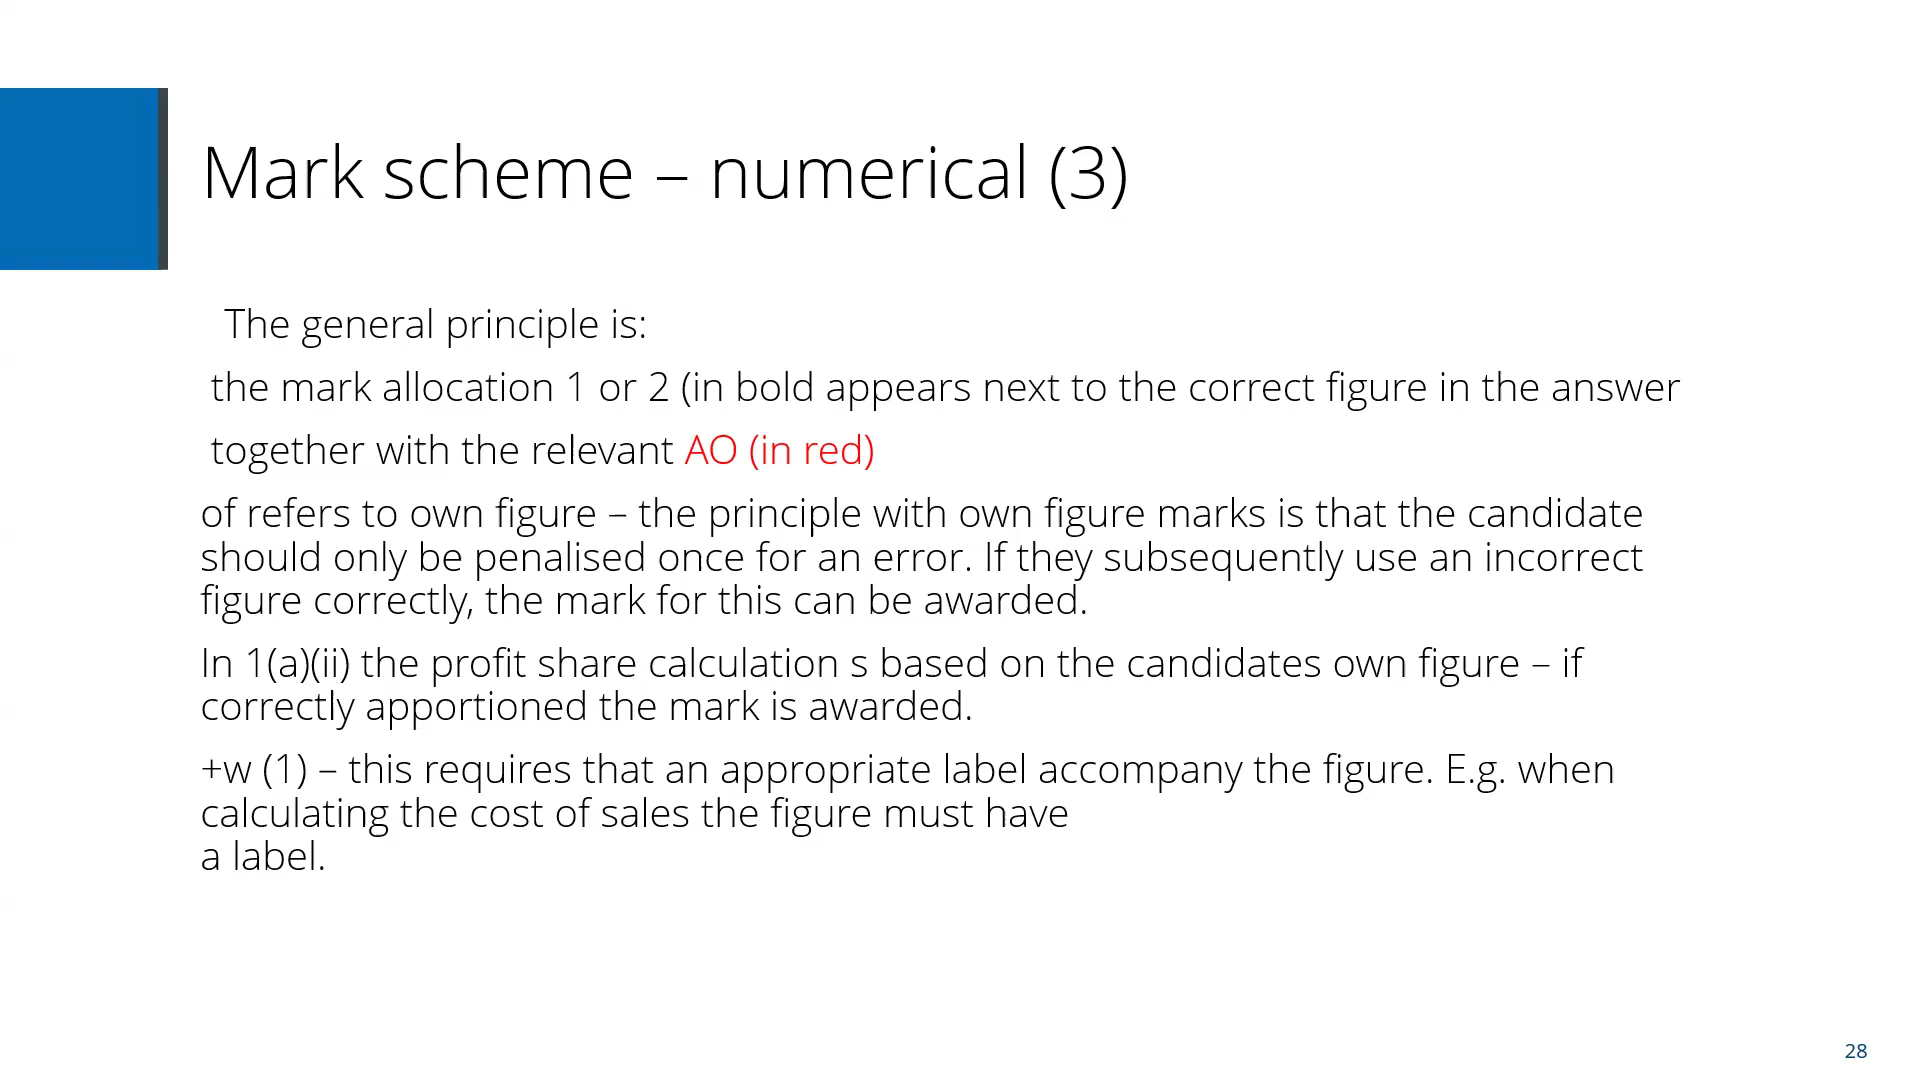 Mark scheme – numerical (3)
The general principle is:
the mark allocation 1 or 2 (in bold appears next to the correct figure in the answer
together with the relevant AO (in red)
of refers to own figure – the principle with own figure marks is that the candidate
should only be penalised once for an error. If they subsequently use an incorrect
figure correctly, the mark for this can be awarded.
In 1(a)(ii) the profit share calculation s based on the candidates own figure – if
correctly apportioned the mark is awarded.
+w (1) – this requires that an appropriate label accompany the figure. E.g. when
calculating the cost of sales the figure must have
a label.
28